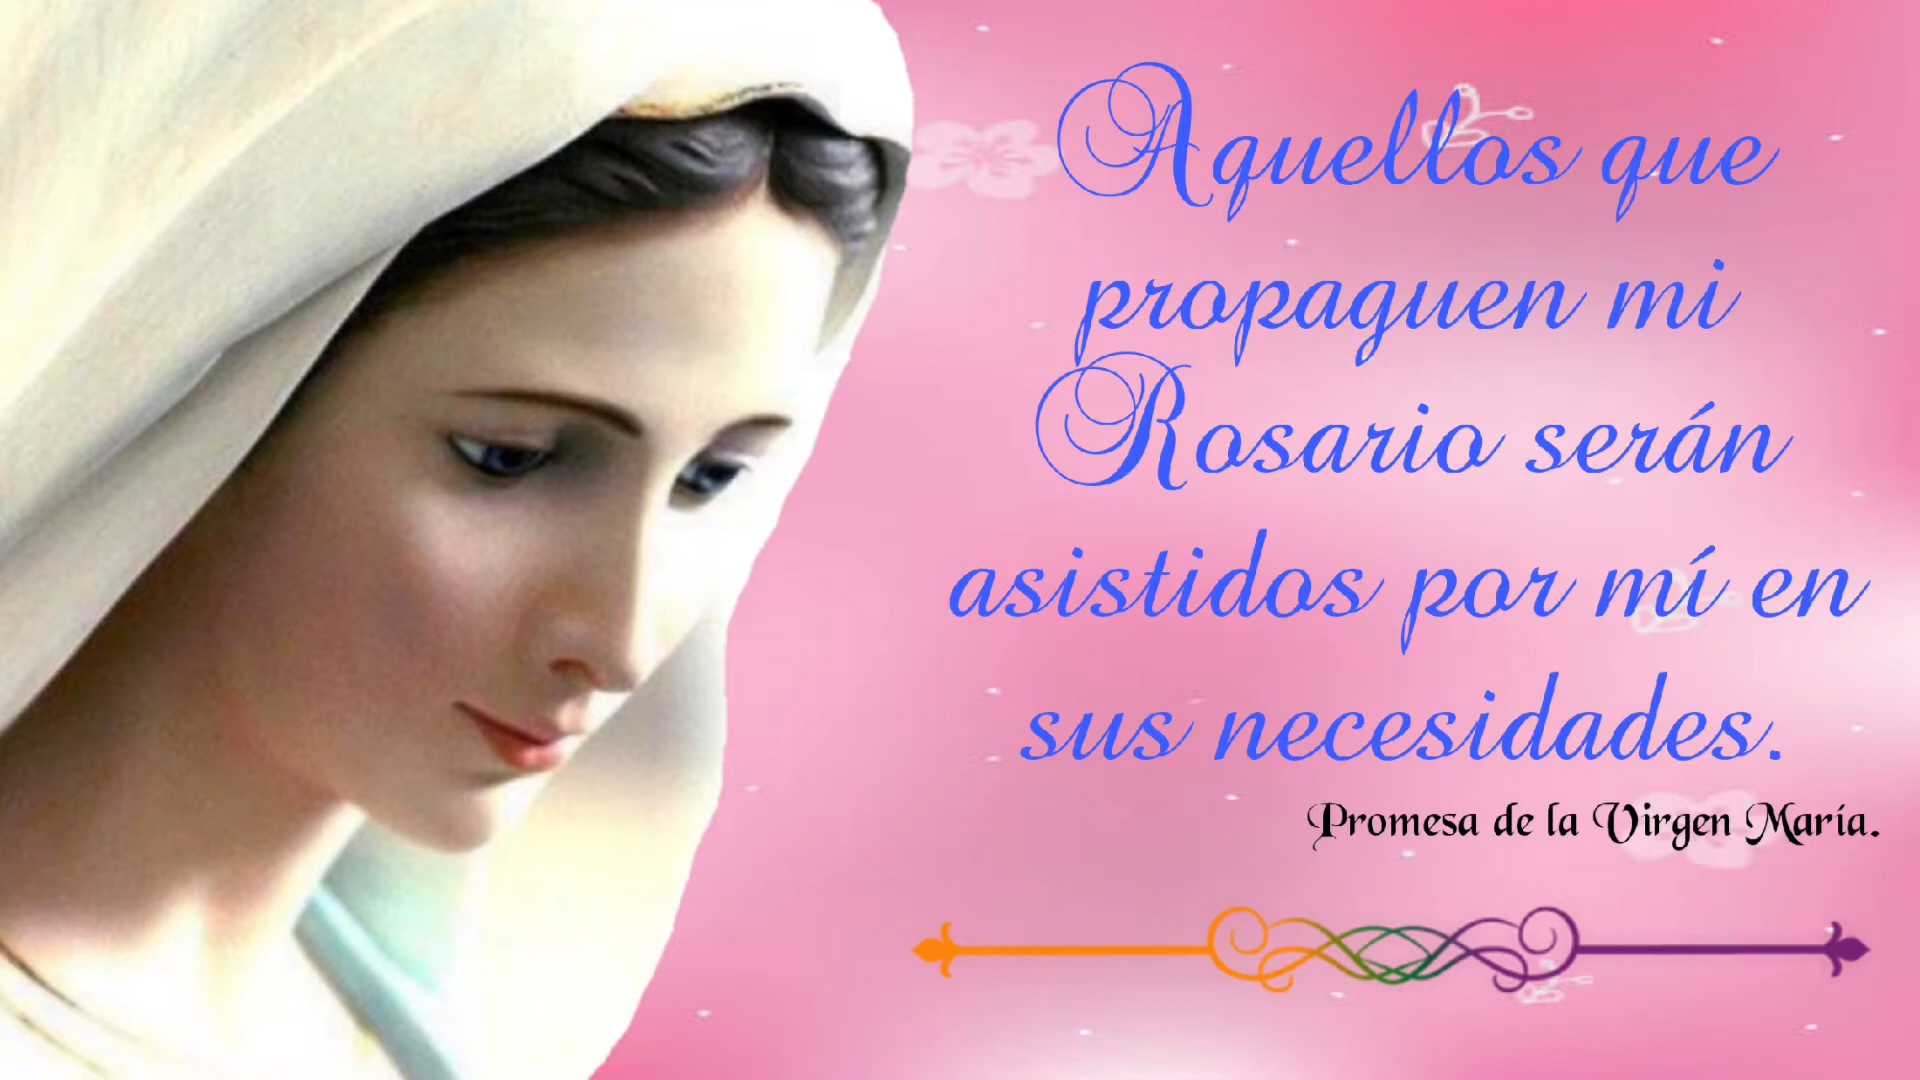 Aquellos que
propaguen mi
Rosario serán
asistidos por mí en
sus necesidades.
Promesa de la Virgen María.